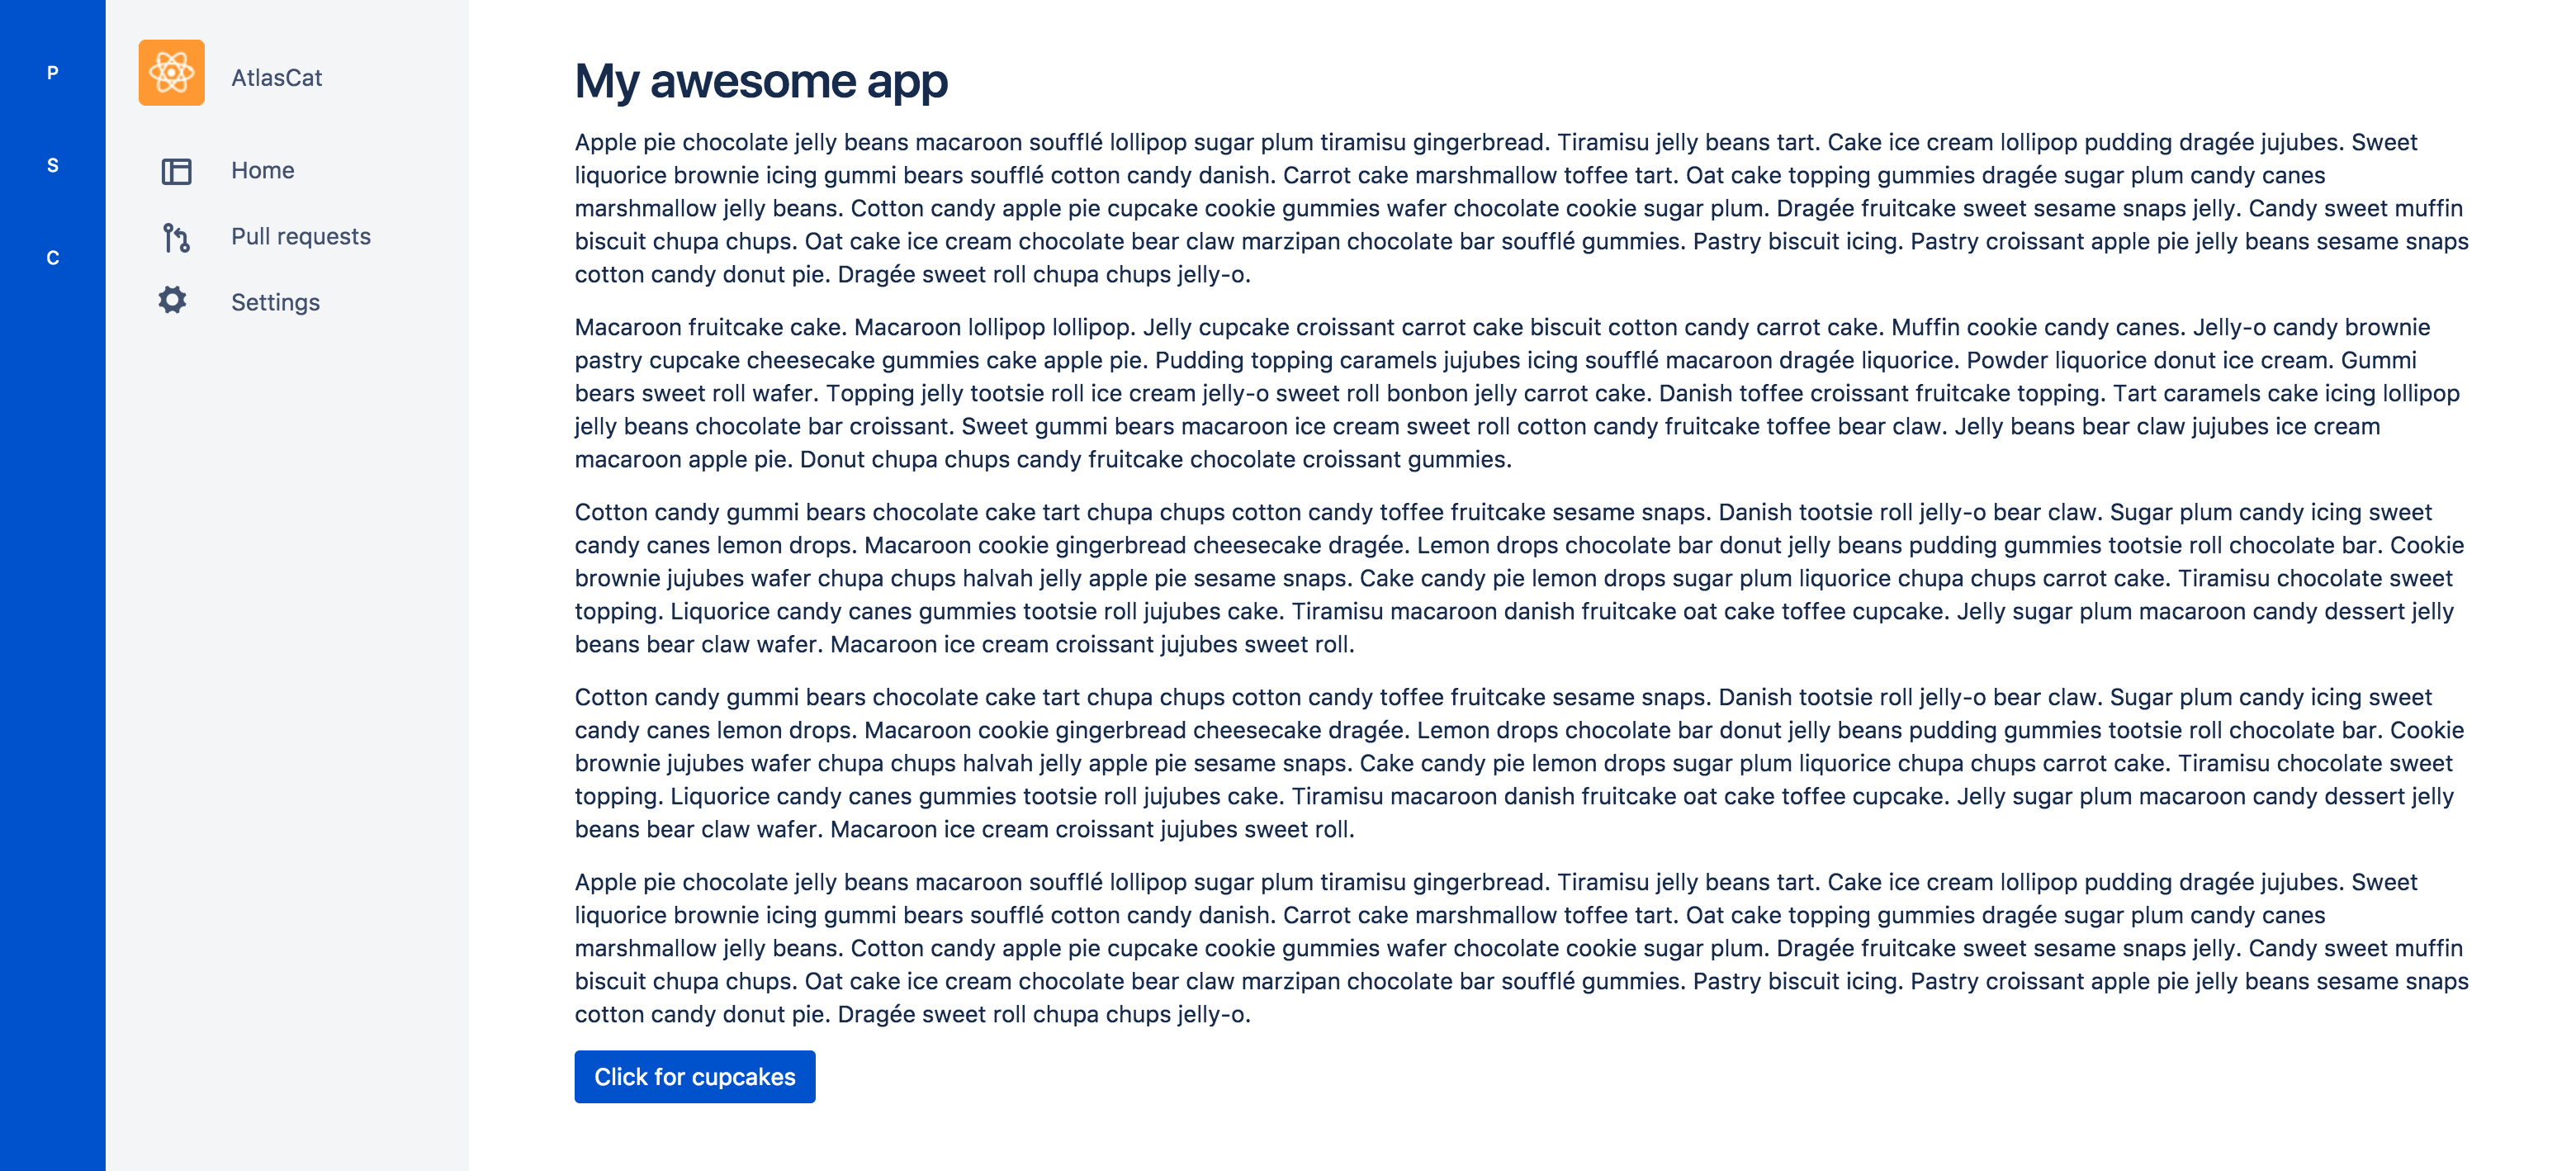 P
S
C
AtlasCat
Home
Pull requests
Settings
My awesome app
Apple pie chocolate jelly beans macaroon soufflé lollipop sugar plum tiramisu gingerbread. Tiramisu jelly beans tart. Cake ice cream lollipop pudding dragée jujubes. Sweet
liquorice brownie icing gummi bears soufflé cotton candy danish. Carrot cake marshmallow toffee tart. Oat cake topping gummies dragée sugar plum candy canes
marshmallow jelly beans. Cotton candy apple pie cupcake cookie gummies wafer chocolate cookie sugar plum. Dragée fruitcake sweet sesame snaps jelly. Candy sweet muffin
biscuit chupa chups. Oat cake ice cream chocolate bear claw marzipan chocolate bar soufflé gummies. Pastry biscuit icing. Pastry croissant apple pie jelly beans sesame snaps
cotton candy donut pie. Dragée sweet roll chupa chups jelly-o.
Macaroon fruitcake cake. Macaroon lollipop lollipop. Jelly cupcake croissant carrot cake biscuit cotton candy carrot cake. Muffin cookie candy canes. Jelly-o candy brownie
pastry cupcake cheesecake gummies cake apple pie. Pudding topping caramels jujubes icing soufflé macaroon dragée liquorice. Powder liquorice donut ice cream. Gummi
bears sweet roll wafer. Topping jelly tootsie roll ice cream jelly-o sweet roll bonbon jelly carrot cake. Danish toffee croissant fruitcake topping. Tart caramels cake icing lollipop
jelly beans chocolate bar croissant. Sweet gummi bears macaroon ice cream sweet roll cotton candy fruitcake toffee bear claw. Jelly beans bear claw jujubes ice cream
macaroon apple pie. Donut chupa chups candy fruitcake chocolate croissant gummies.
Cotton candy gummi bears chocolate cake tart chupa chups cotton candy toffee fruitcake sesame snaps. Danish tootsie roll jelly-o bear claw. Sugar plum candy icing sweet
candy canes lemon drops. Macaroon cookie gingerbread cheesecake dragée. Lemon drops chocolate bar donut jelly beans pudding gummies tootsie roll chocolate bar. Cookie
brownie jujubes wafer chupa chups halvah jelly apple pie sesame snaps. Cake candy pie lemon drops sugar plum liquorice chupa chups carrot cake. Tiramisu chocolate sweet
topping. Liquorice candy canes gummies tootsie roll jujubes cake. Tiramisu macaroon danish fruitcake oat cake toffee cupcake. Jelly sugar plum macaroon candy dessert jelly
beans bear claw wafer. Macaroon ice cream croissant jujubes sweet roll.
Cotton candy gummi bears chocolate cake tart chupa chups cotton candy toffee fruitcake sesame snaps. Danish tootsie roll jelly-o bear claw. Sugar plum candy icing sweet
candy canes lemon drops. Macaroon cookie gingerbread cheesecake dragée. Lemon drops chocolate bar donut jelly beans pudding gummies tootsie roll chocolate bar. Cookie
brownie jujubes wafer chupa chups halvah jelly apple pie sesame snaps. Cake candy pie lemon drops sugar plum liquorice chupa chups carrot cake. Tiramisu chocolate sweet
topping. Liquorice candy canes gummies tootsie roll jujubes cake. Tiramisu macaroon danish fruitcake oat cake toffee cupcake. Jelly sugar plum macaroon candy dessert jelly
beans bear claw wafer. Macaroon ice cream croissant jujubes sweet roll.
Apple pie chocolate jelly beans macaroon soufflé lollipop sugar plum tiramisu gingerbread. Tiramisu jelly beans tart. Cake ice cream lollipop pudding dragée jujubes. Sweet
liquorice brownie icing gummi bears soufflé cotton candy danish. Carrot cake marshmallow toffee tart. Oat cake topping gummies dragée sugar plum candy canes
marshmallow jelly beans. Cotton candy apple pie cupcake cookie gummies wafer chocolate cookie sugar plum. Dragée fruitcake sweet sesame snaps jelly. Candy sweet muffin
biscuit chupa chups. Oat cake ice cream chocolate bear claw marzipan chocolate bar soufflé gummies. Pastry biscuit icing. Pastry croissant apple pie jelly beans sesame snaps
cotton candy donut pie. Dragée sweet roll chupa chups jelly-o.
Click for cupcakes